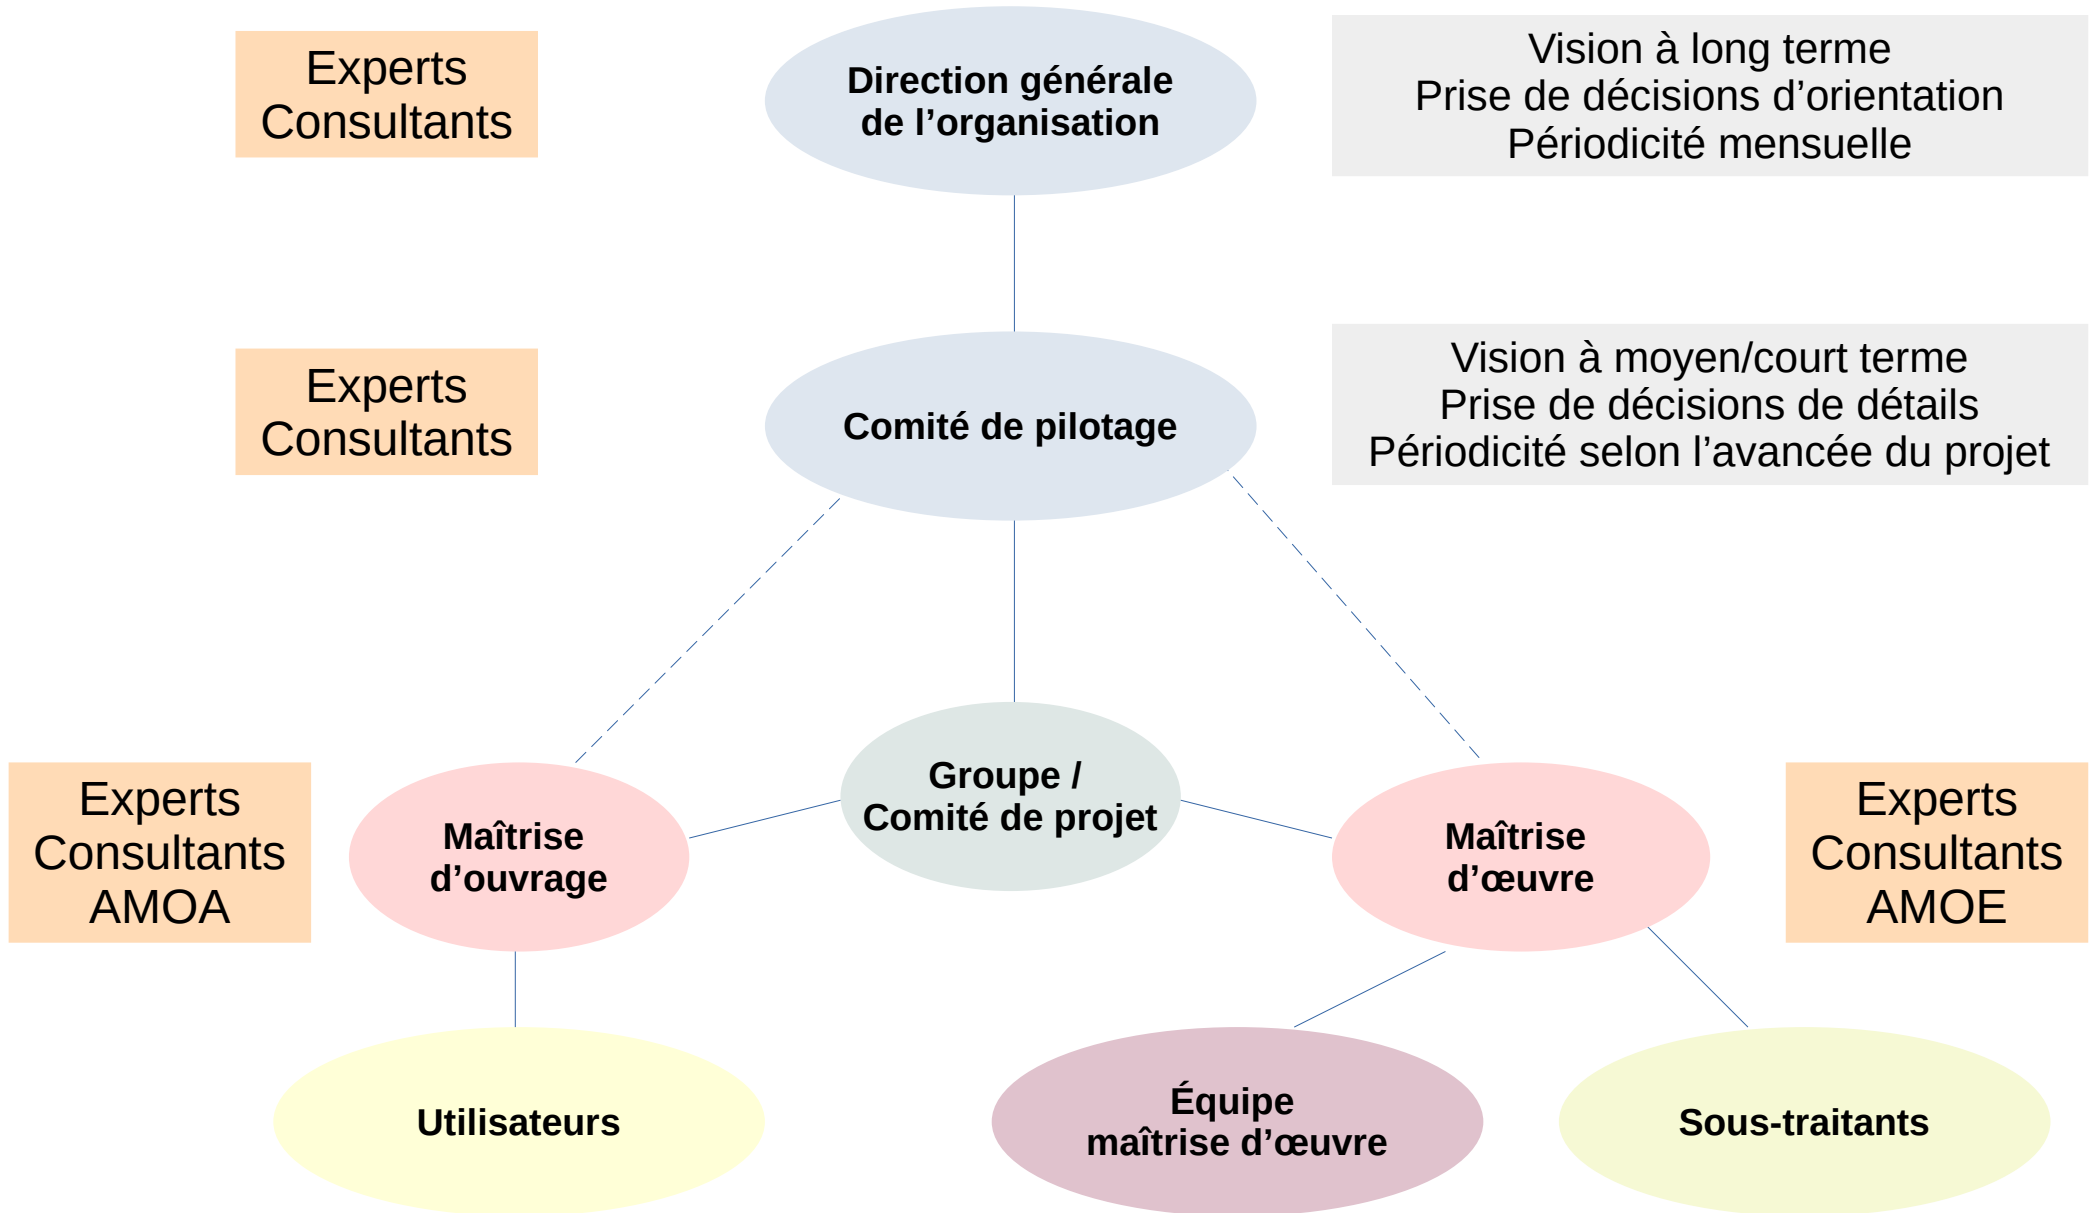 Experts
Consultants
Direction générale
de l’organisation
Vision à long terme
Prise de décisions d’orientation
Périodicité mensuelle
Experts
Consultants
Comité de pilotage
Vision à moyen/court terme
Prise de décisions de détails
Périodicité selon l’avancée du projet
Experts
Consultants
AMOA
Maîtrise
d’ouvrage
Groupe /
Comité de projet
Maîtrise
d’œuvre
Experts
Consultants
AMOE
Utilisateurs
Équipe
maîtrise d’œuvre
Sous-traitants